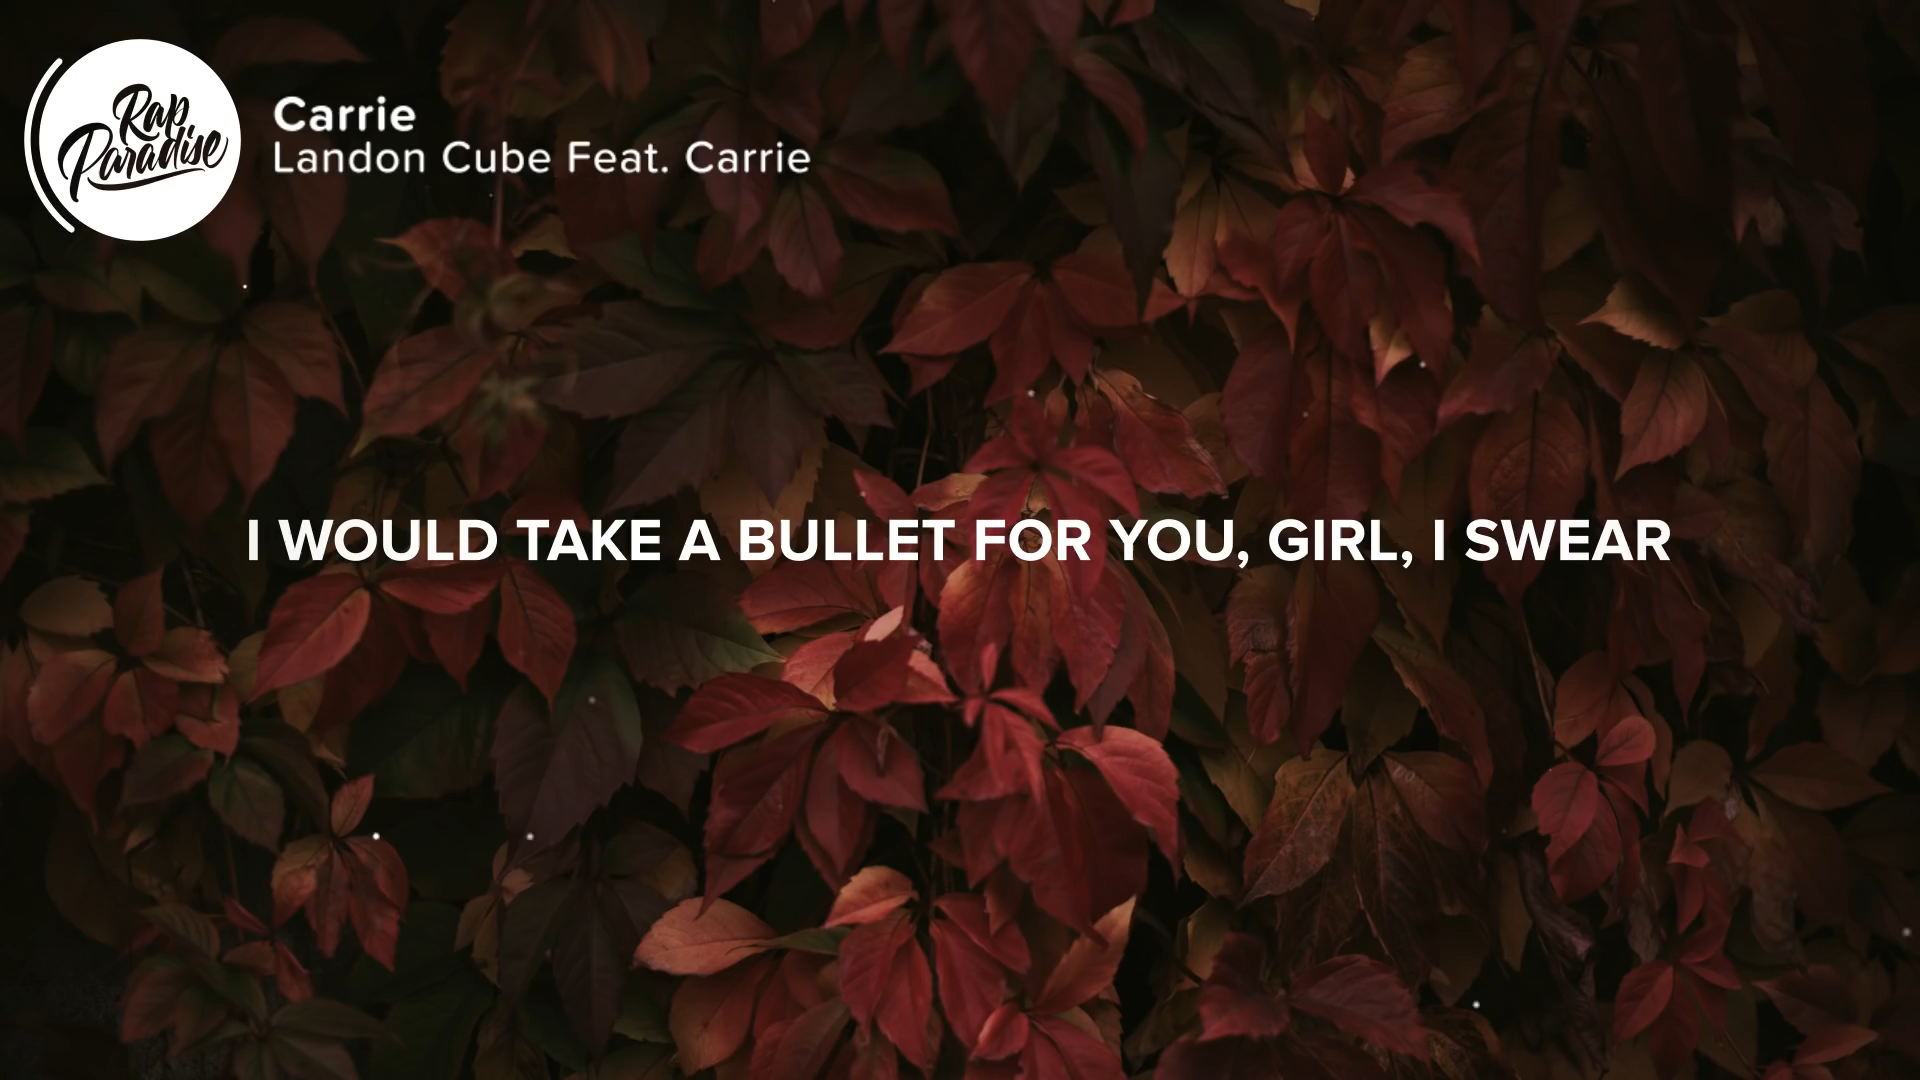 Rap
Paradise
Carrie
Landon Cube Feat. Carrie
I WOULD TAKE A BULLET FOR YOU, GIRL, I SWEAR